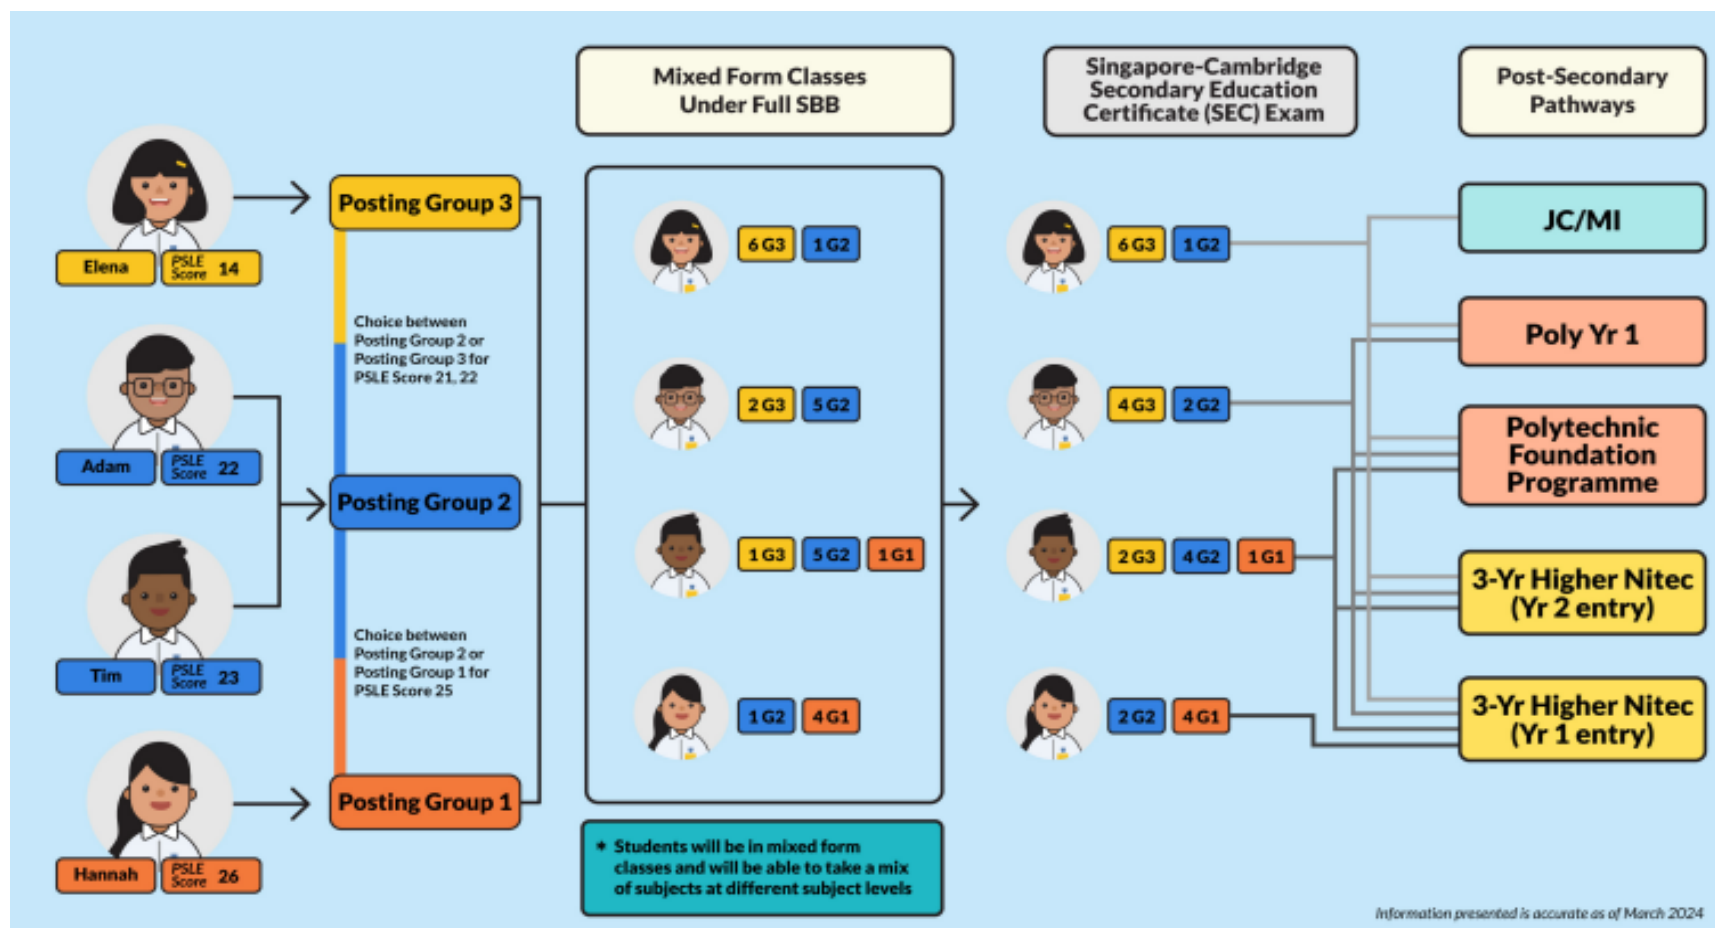 Mixed Form Classes
Under Full SBB
Singapore-Cambridge
Secondary Education
Certificate (SEC) Exam
Post-Secondary
Pathways
Elena
PSLE
Score 14
Adam
PSLE
Score 22
Tim
PSLE
Score 23
Hannah
PSLE
Score 26
Posting Group 3
Choice between
Posting Group 2 or
Posting Group 3 for
PSLE Score 21, 22
Posting Group 2
Choice between
Posting Group 2 or
Posting Group 1 for
PSLE Score 25
Posting Group 1
6 G3 1 G2
2 G3 5 G2
1 G3 5 G2 1 G1
1 G2 4 G1
* Students will be in mixed form
classes and will be able to take a mix
of subjects at different subject levels
6 G3 1 G2
4 G3 2 G2
2 G3 4 G2 1 G1
2 G2 4 G1
JC/MI
Poly Yr 1
Polytechnic
Foundation
Programme
3-Yr Higher Nitec
(Yr 2 entry)
3-Yr Higher Nitec
(Yr 1 entry)
Information presented is accurate as of March 2024